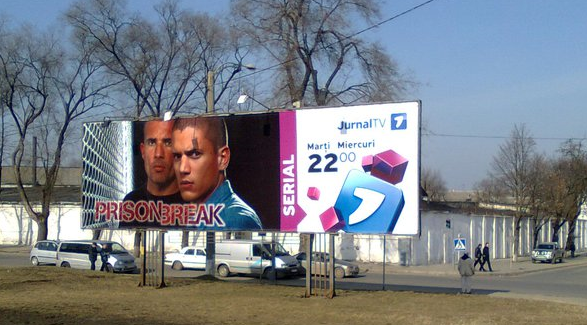 PRISON BREAK
SERIAL
JurnalTV
Marți Miercuri
22 00